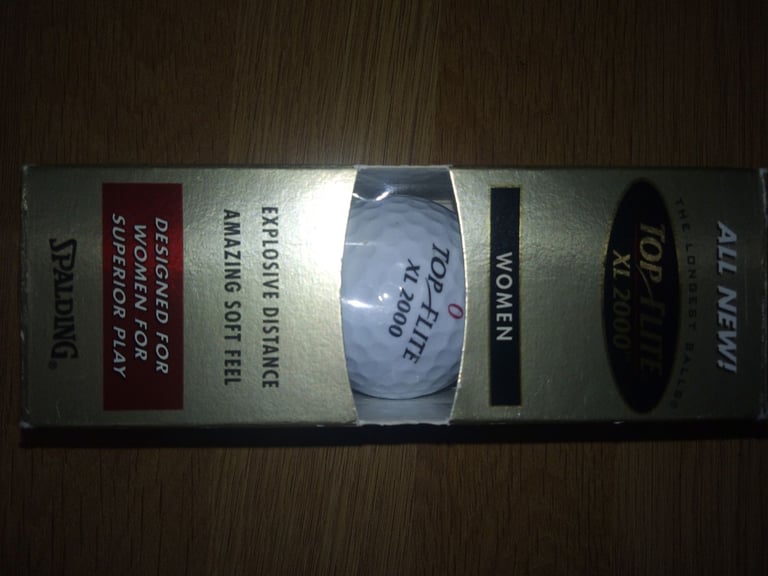 ALL NEW!
THE LONGEST BALL
TOP-FLITE
XL 2000
WOMEN
0
TOP-FLITE
XL 2000
EXPLOSIVE DISTANCE
AMAZING SOFT FEEL
DESIGNED FOR
WOMEN FOR
SUPERIOR PLAY
SPALDING®